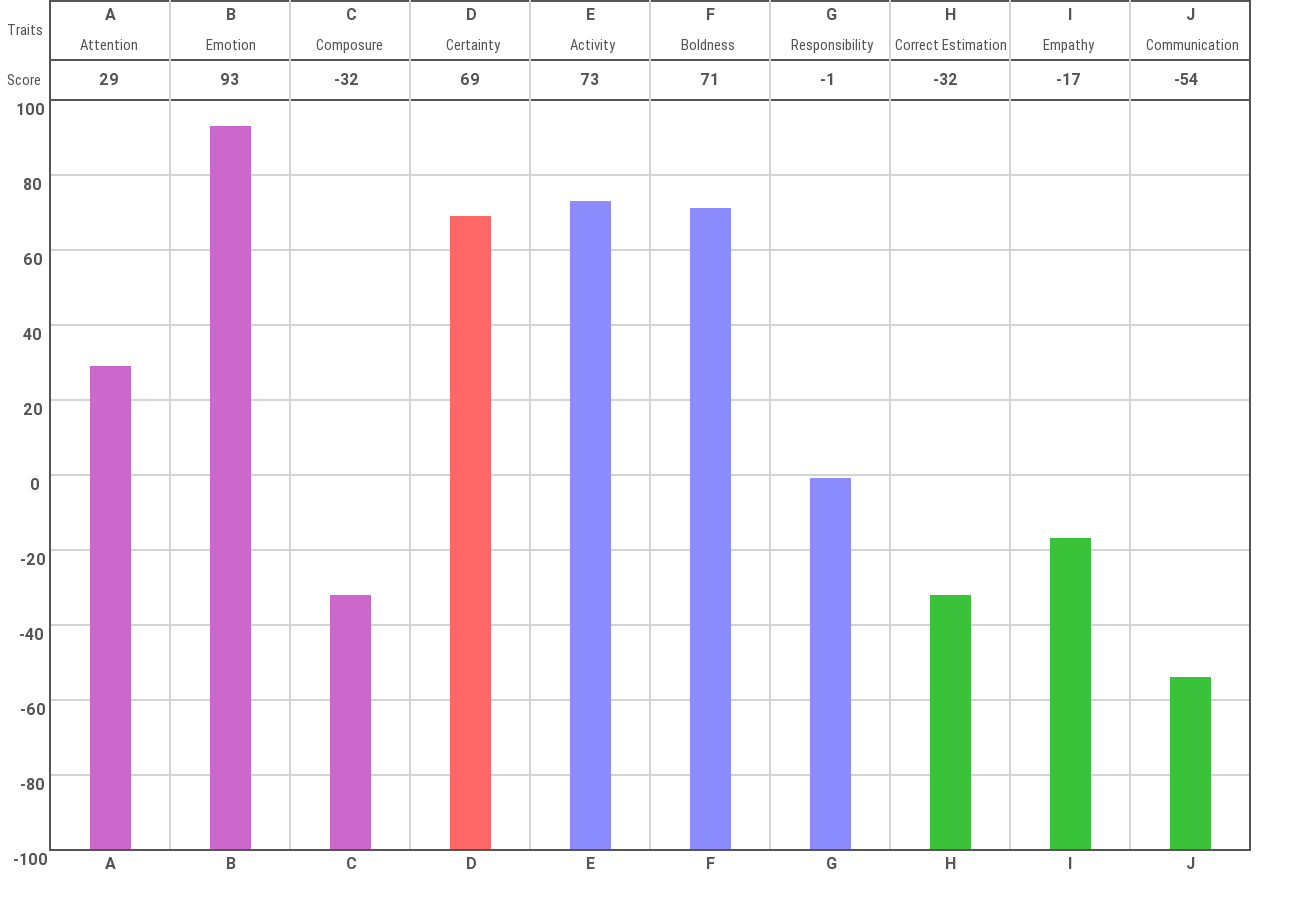 A B C D E F G H I J
Traits
Attention Emotion Composure Certainty Activity Boldness Responsibility Correct Estimation Empathy Communication
Score 29 93 -32 69 73 71 -1 -32 -17 -54
100
80
60
40
20
0
-20
-40
-60
-80
-100
A B C D E F G H I J